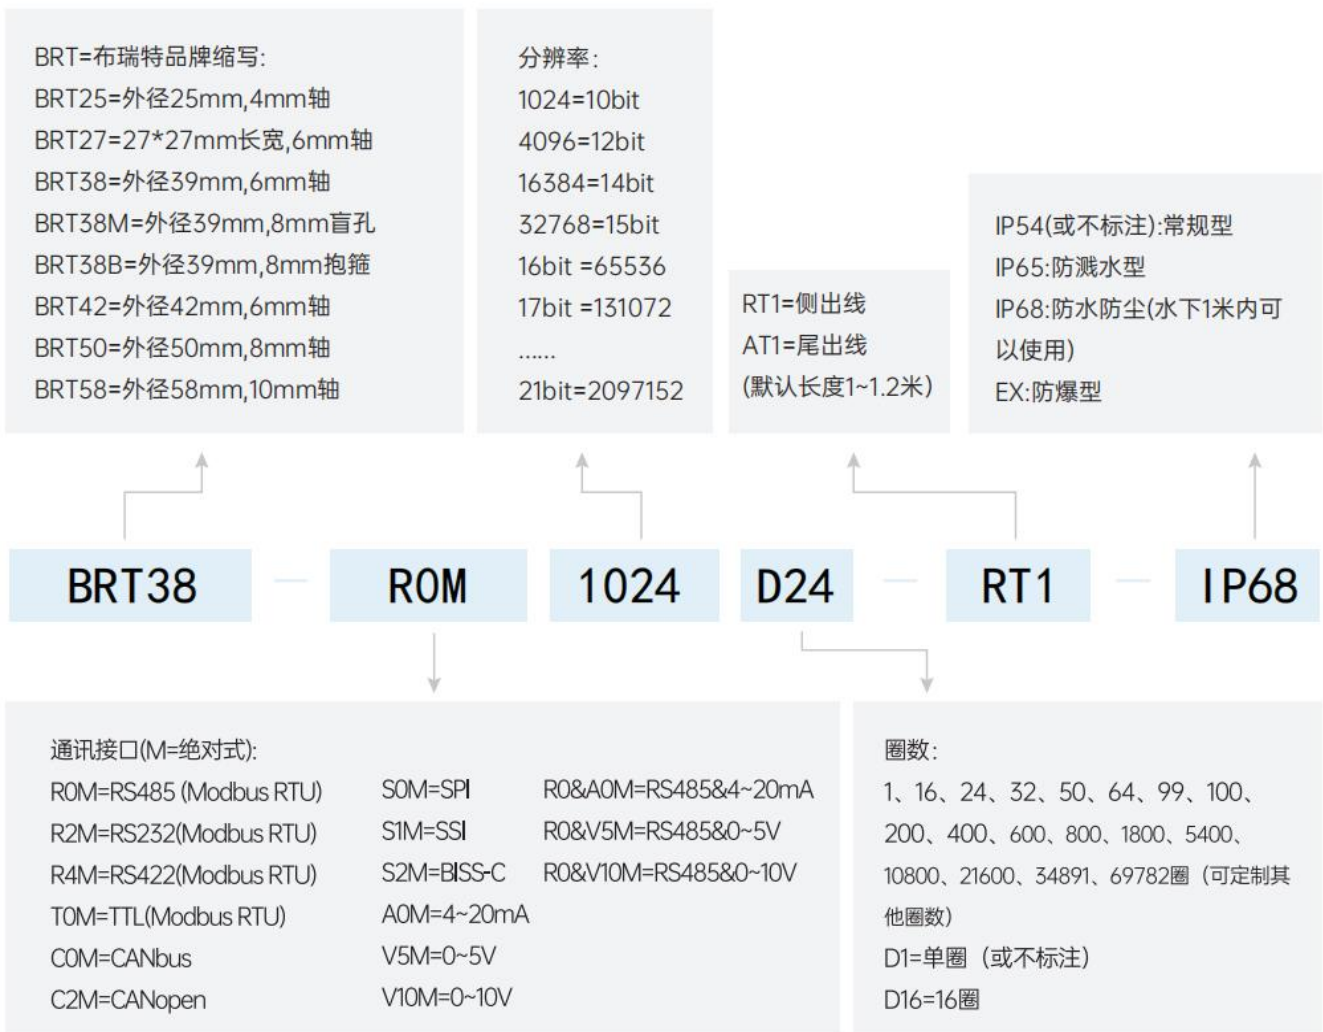 BRT=布瑞特品牌缩写:
BRT25=外径25mm,4mm轴
BRT27=27*27mm长宽,6mm轴
BRT38=外径39mm,6mm轴
BRT38M=外径39mm,8mm盲孔
BRT38B=外径39mm,8mm抱箍
BRT42=外径42mm,6mm轴
BRT50=外径50mm,8mm轴
BRT58=外径58mm,10mm轴
分辨率:
1024=10bit
4096=12bit
16384=14bit
32768=15bit
16bit =65536
17bit =131072
......
21bit=2097152
RT1=侧出线
AT1=尾出线
(默认长度1~1.2米)
IP54(或不标注):常规型
IP65:防溅水型
IP68:防水防尘(水下1米内可
以使用)
EX:防爆型
BRT38 — R0M 1024 D24 — RT1 — IP68
通讯接口(M=绝对式):
R0M=RS485 (Modbus RTU)
R2M=RS232(Modbus RTU)
R4M=RS422(Modbus RTU)
T0M=TTL(Modbus RTU)
C0M=CANbus
C2M=CANopen
S0M=SPI
S1M=SSI
S2M=BISS-C
A0M=4~20mA
V5M=0~5V
V10M=0~10V
R0&A0M=RS485&4~20mA
R0&V5M=RS485&0~5V
R0&V10M=RS485&0~10V
圈数:
1、16、24、32、50、64、99、100、
200、400、600、800、1800、5400、
10800、21600、34891、69782圈（可定制其
他圈数）
D1=单圈（或不标注）
D16=16圈